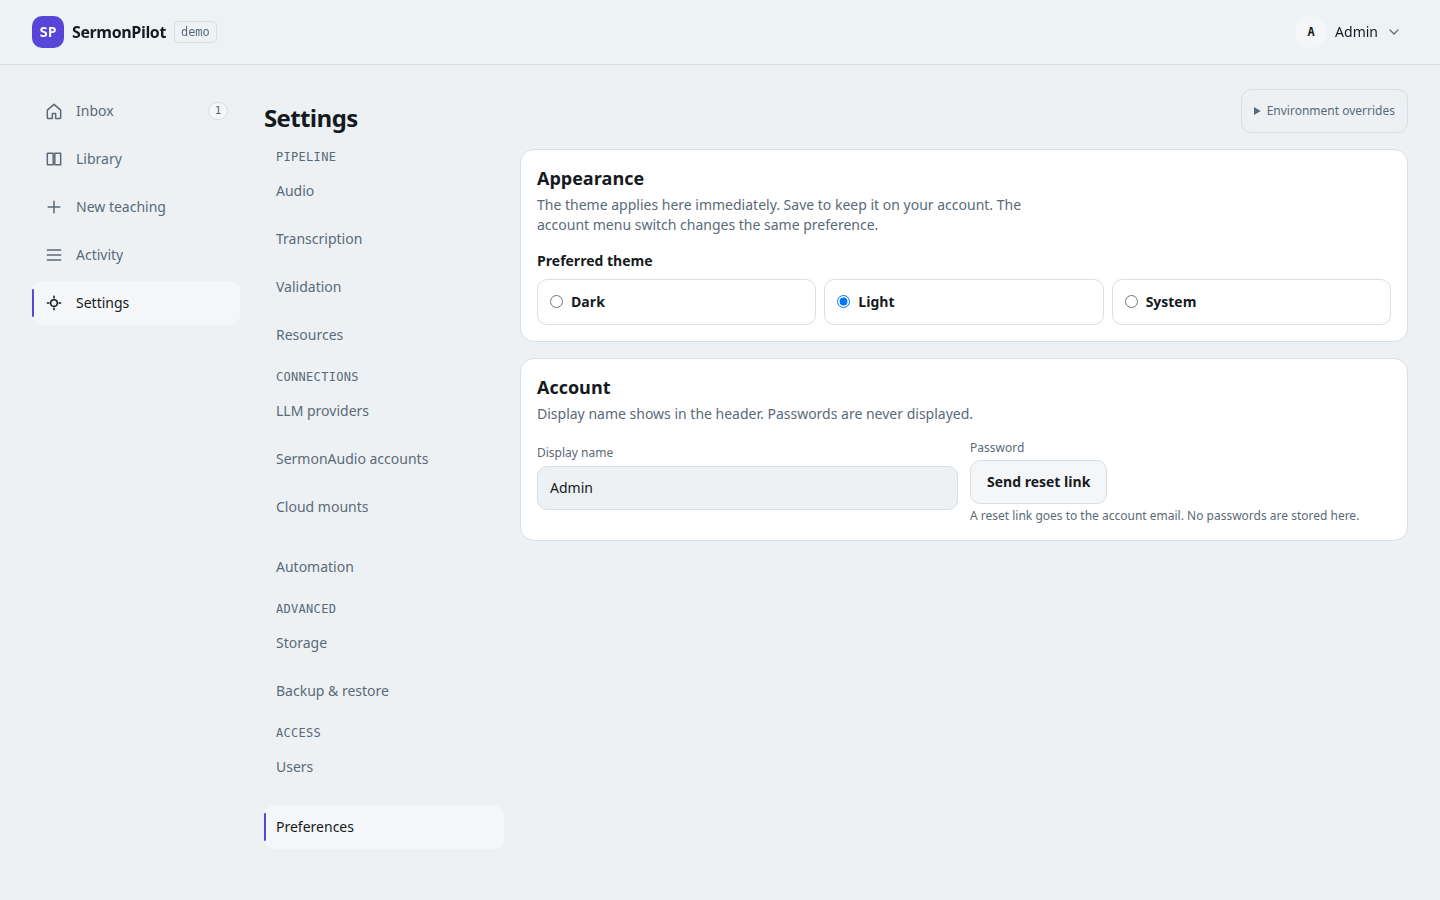 SP SermonPilot demo
A Admin
Inbox 1
Library
New teaching
Activity
Settings
Settings
Environment overrides
PIPELINE
Audio
Transcription
Validation
Resources
CONNECTIONS
LLM providers
SermonAudio accounts
Cloud mounts
Automation
ADVANCED
Storage
Backup & restore
ACCESS
Users
Preferences
Appearance
The theme applies here immediately. Save to keep it on your account. The
account menu switch changes the same preference.
Preferred theme
Dark
Light
System
Account
Display name shows in the header. Passwords are never displayed.
Display name
Admin
Password
Send reset link
A reset link goes to the account email. No passwords are stored here.